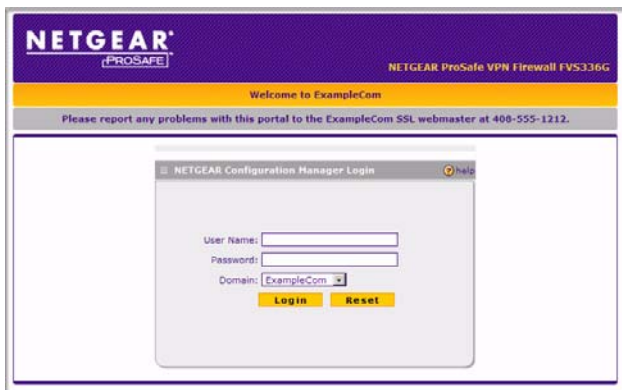 NETGEAR
PROSAFE
NETGEAR ProSafe VPN Firewall FVS336G
Welcome to ExampleCom
Please report any problems with this portal to the ExampleCom SSL webmaster at 408-555-1212.
NETGEAR Configuration Manager Login ? help
User Name:
Password:
Domain: ExampleCom
Login Reset